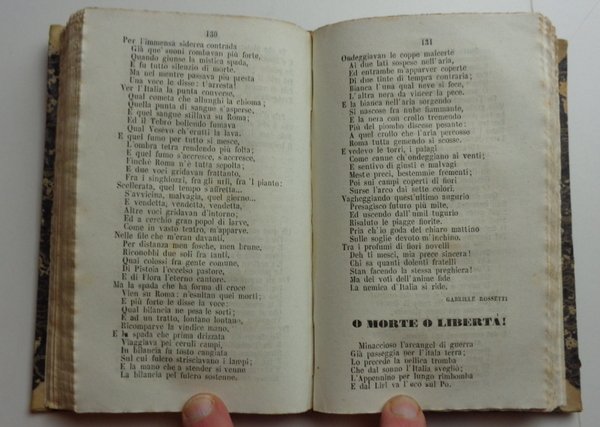 130
Per l'immensa siderea contrada
Già que' suoni rombavan più forte,
Quando giunse la mistica spada,
E fu tutto silenzio di morte.
Ma nel mentre passava più presta
Una voce le disse: t'arresta!
Ver l'Italia la punta converse,
Qual cometa che allunghi la chioma;
Quella punta di sangue s'asperse,
E quel sangue stillava su Roma,
Ed il Tebro bollendo fumava
Qual Vesevo ch'erutti la lava.
E quel fumo per tutto si mesce,
L'ombra tetra rendendo più folta;
E quel fumo s'accresce, s'accresce,
Finchè Roma n'è tutta sepolta;
E due voci gridavan frattanto,
Fra i singhiozzi, fra gli urli, fra 'l pianto:
Scellerata, quel tempo s'affretta...
S'avvicina, malvagia, quel giorno...
E vendetta, vendetta, vendetta,
Altre voci gridavan d'intorno;
Ed a cerchio gran popol di larve,
Come in vasto teatro, m'apparve.
Nelle file che m'eran davanti,
Per distanza men fosche, men brune,
Riconobbi due soli fra tanti,
Quai colossi fra gente comune,
Di Pistoia l'eccelso pastore,
E di Flora l'eterno cantore.
Ma la spada che ha forma di croce
Vien su Roma: n'esultan quei morti;
E più forte le disse la voce:
Qual bilancia ne pesa le sorti;
E ad un tratto, lontano lontano,
Ricomparve la vindice mano.
E la spada che prima drizzata
Viaggiava pei ceruli campi,
In bilancia fu tosto cangiata
Sul cui fulcro strisciavano i lampi;
E la mano che a stender si venne
La bilancia pel fulcro sostenne.
131
Ondeggiavan le coppe malcerte
Ai due lati sospese nell'aria,
Ed entrambe m'apparver coperte
Di due tinte di tempra contraria;
Bianca l'una qual neve si fece,
L'altra nera da vincer la pece.
E la bianca nell'aria sorgendo
Si nascose fra nube fiammante,
E la nera con crollo tremendo
Più del piombo discese pesante:
A quel crollo che l'aria percosse
Roma tutta gemendo si scosse.
E vedevo le torri, i palagi
Come canne ch'ondeggiano ai venti;
E sentivo di giusti e malvagi
Meste preci, bestemmie frementi;
Poi sui campi coperti di fiori
Surse l'arco dai sette colori.
Vagheggiando quest'ultimo augurio
Presagisco futuro più mite,
Ed uscendo dall'umil tugurio
Risaluto le piagge fiorite.
Pria ch'io goda del chiaro mattino
Sulle soglie devoto m'inchino.
Tra i profumi di fiori novelli
Deh ti mesci, mia prece sincera!
Chi sa quanti dolenti fratelli
Stan facendo la stessa preghiera!
Ma dei voti dell'anime fide
La nemica d'Italia si ride.
GABRIELE ROSSETTI
O MORTE O LIBERTÀ!
Minaccioso l'arcangel di guerra
Già passeggia per l'itala terra;
Lo precede la bellica tromba
Che dal sonno l'Italia svegliò;
L'Appennino per lungo rimbomba
E dal Liri va l'eco sul Po.